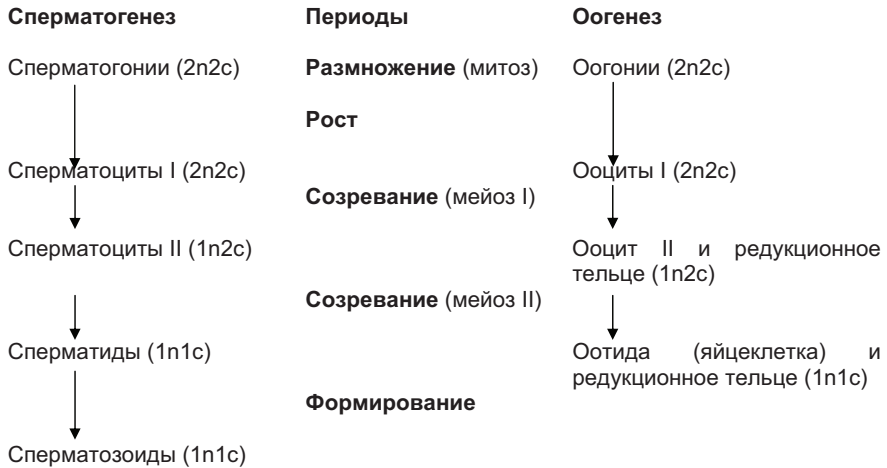 Сперматогенез Периоды Оогенез
Сперматогонии (2n2c) Размножение (митоз) Оогонии (2n2c)
Рост
Сперматоциты I (2n2c) Ооциты I (2n2c)
Созревание (мейоз I)
Сперматоциты II (1n2c) Ооцит II и редукционное
тельце (1n2c)
Созревание (мейоз II)
Сперматиды (1n1c) Оотида (яйцеклетка) и
редукционное тельце (1n1c)
Формирование
Сперматозоиды (1n1c)